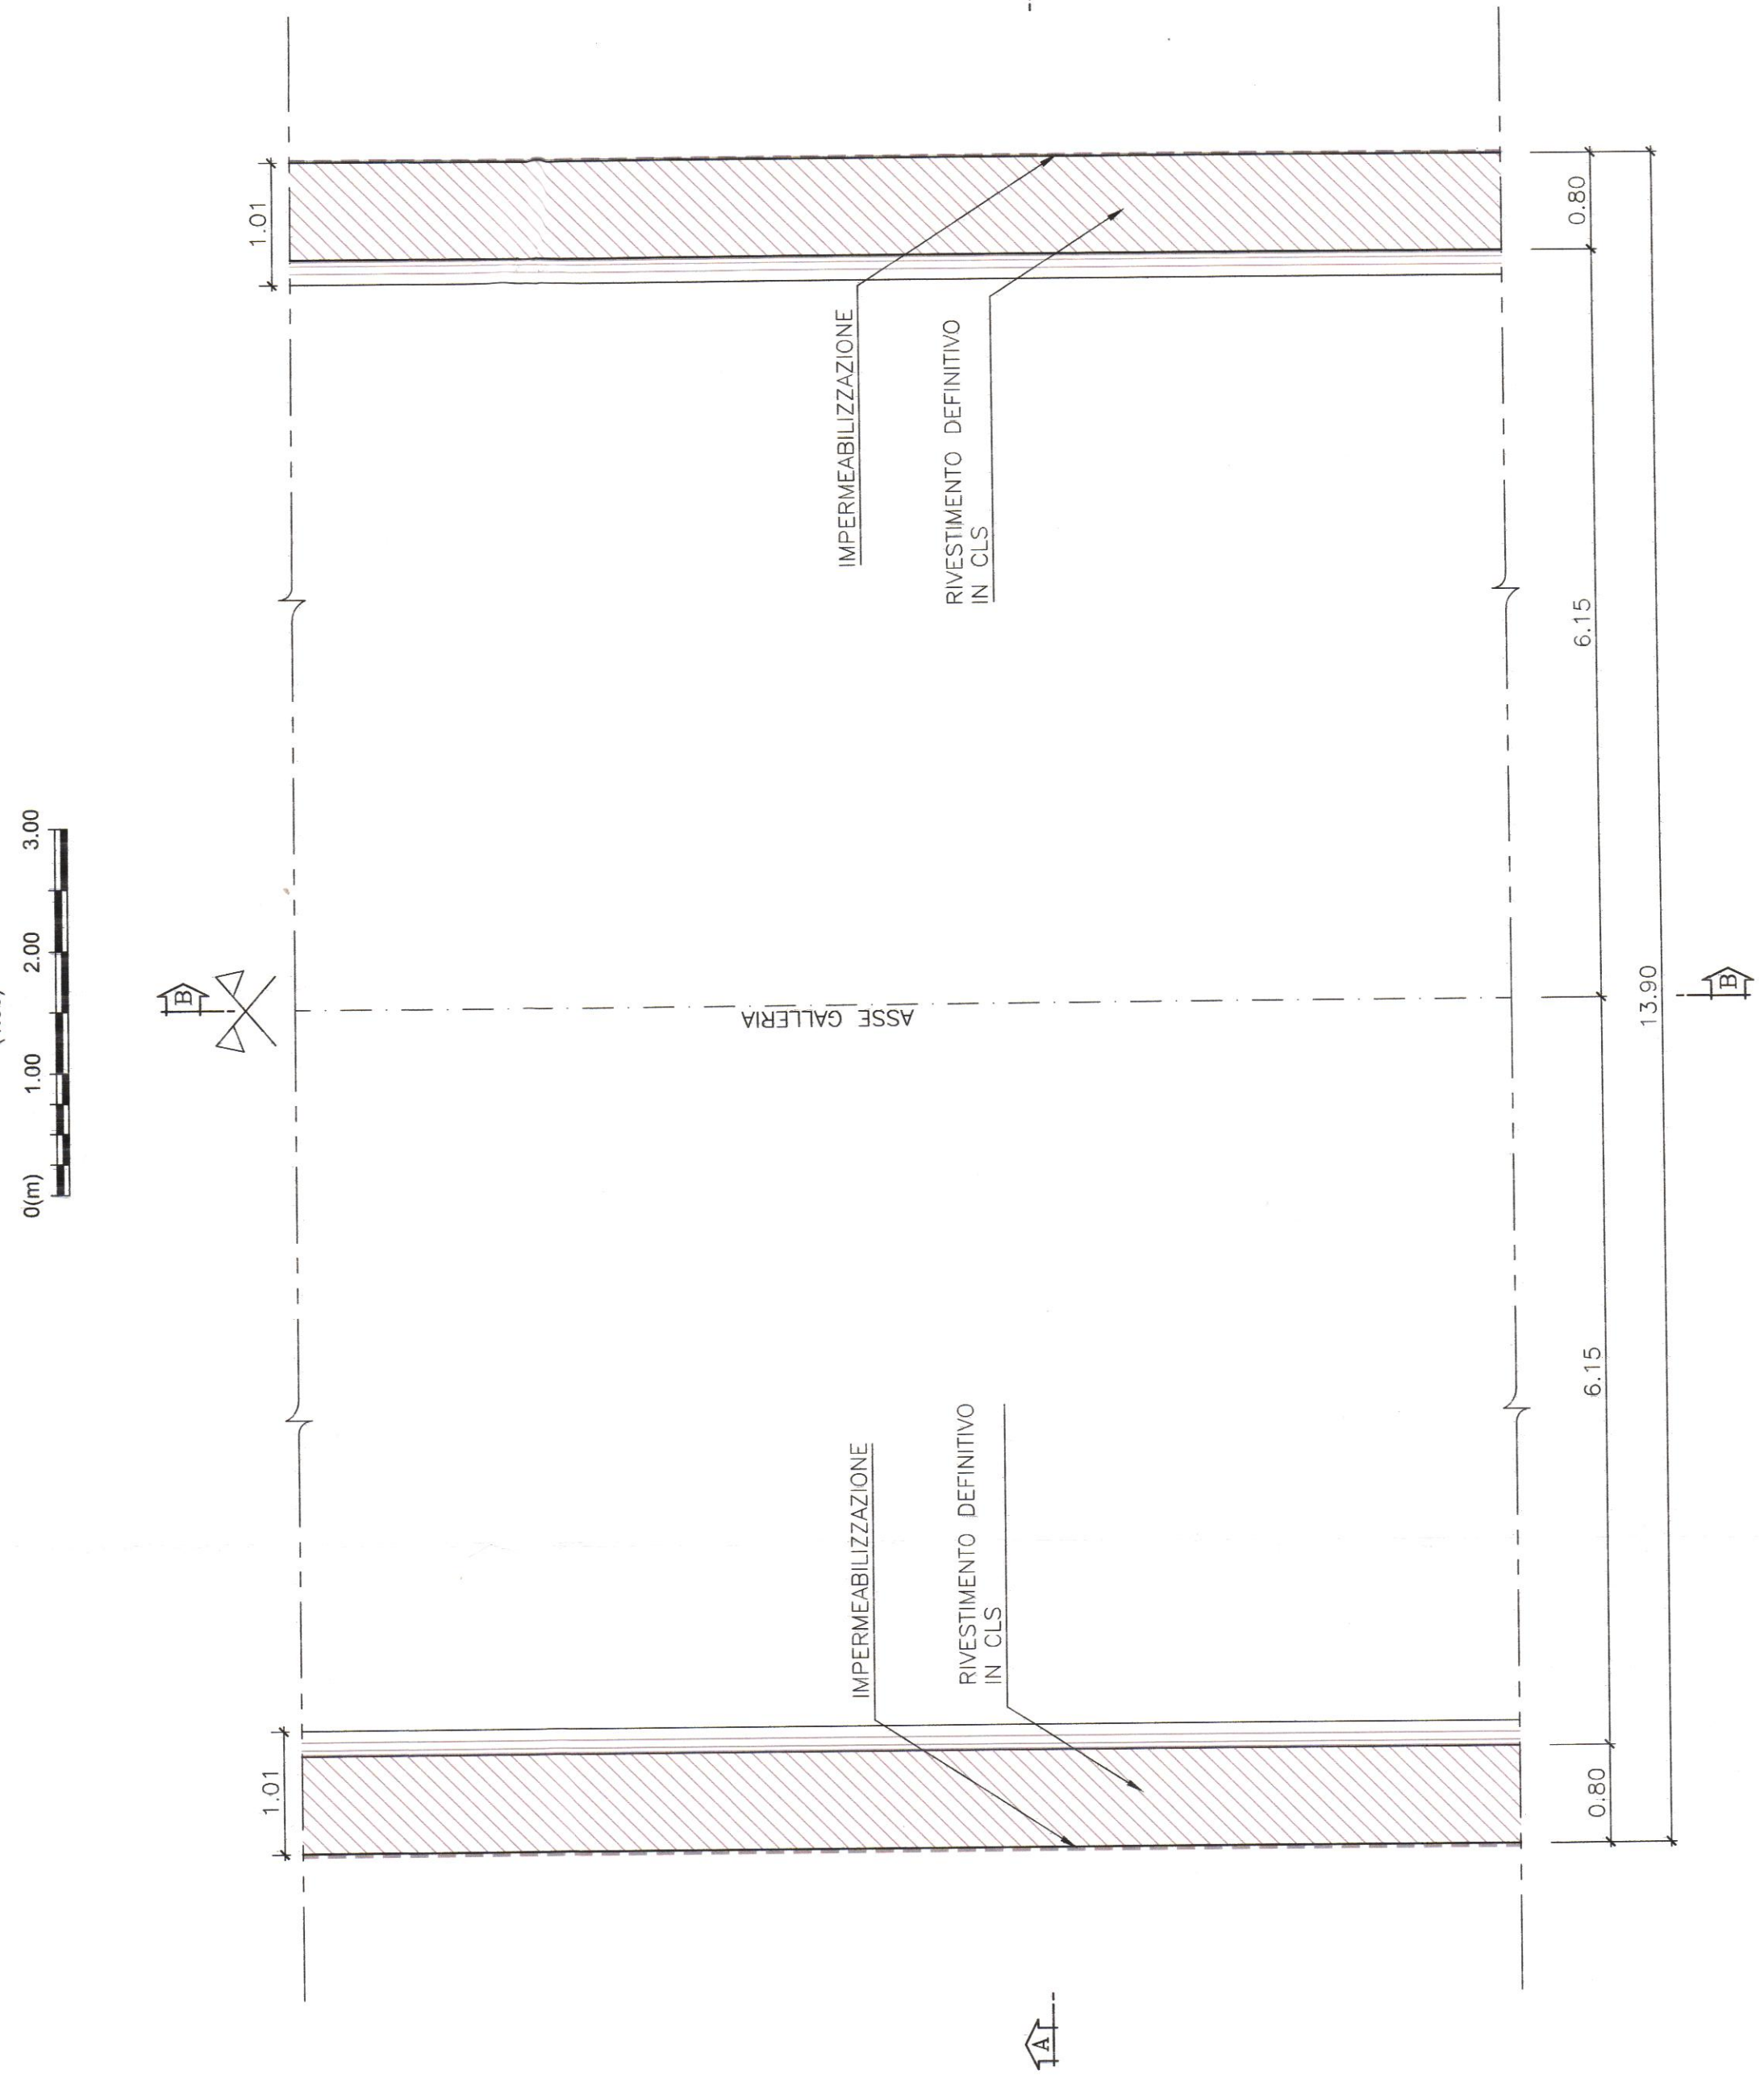 0(m) 1.00 2.00 3.00
B
1.01
1.01
ASSE GALLERIA
IMPERMEABILIZZAZIONE
RIVESTIMENTO DEFINITIVO
IN CLS
IMPERMEABILIZZAZIONE
RIVESTIMENTO DEFINITIVO
IN CLS
A
0.80
6.15
6.15
0.80
13.90
B